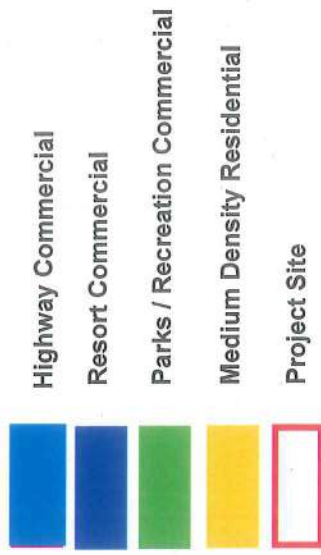 Highway Commercial
Resort Commercial
Parks / Recreation Commercial
Medium Density Residential
Project Site